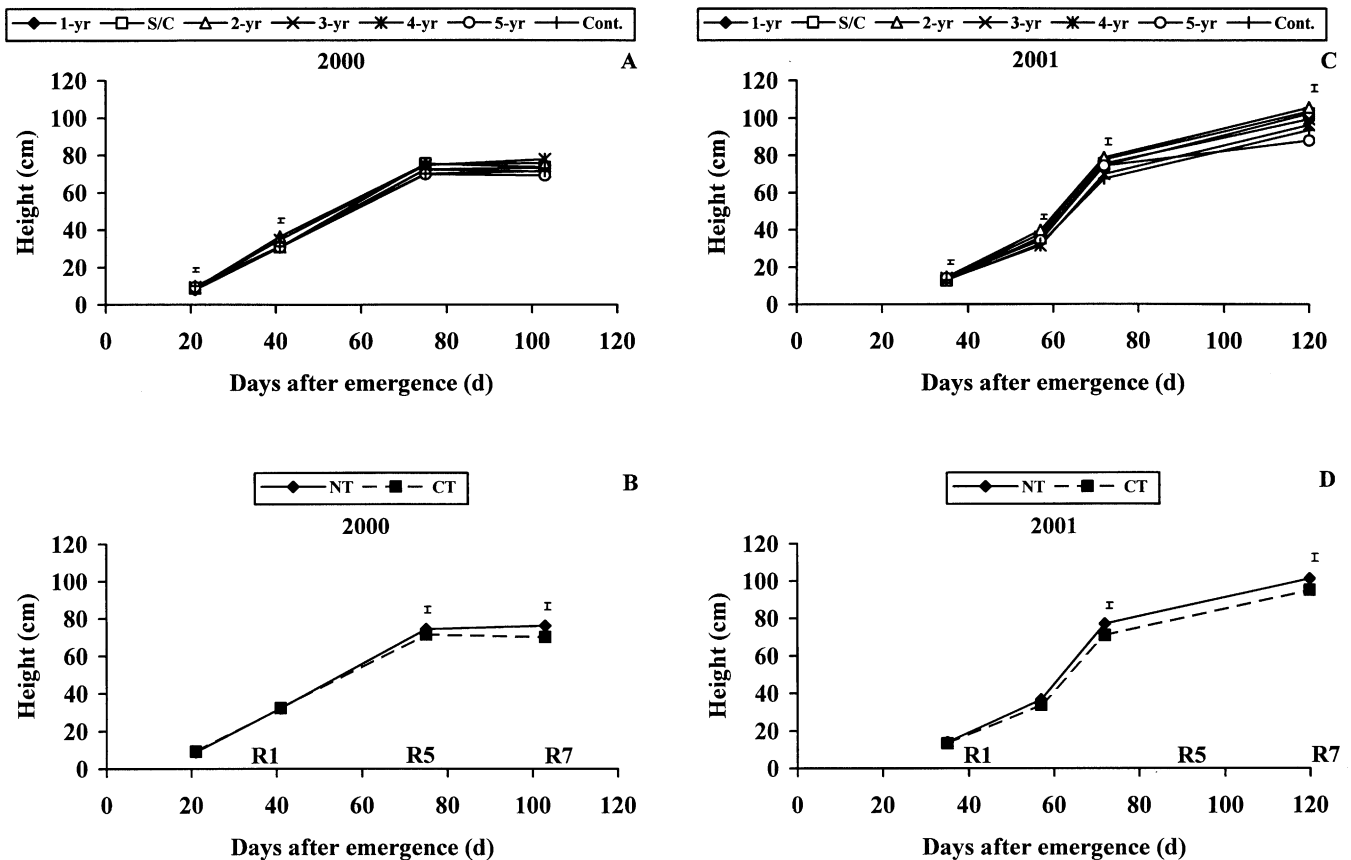 1-yr S/C 2-yr 3-yr 4-yr 5-yr Cont.
2000
A
120
100
80
60
40
20
0
Height (cm)
0 20 40 60 80 100 120
Days after emergence (d)
1-yr S/C 2-yr 3-yr 4-yr 5-yr Cont.
2001
C
120
100
80
60
40
20
0
Height (cm)
0 20 40 60 80 100 120
Days after emergence (d)
NT CT
B
2000
120
100
80
60
40
20
0
Height (cm)
R1 R5 R7
0 20 40 60 80 100 120
Days after emergence (d)
NT CT
D
2001
120
100
80
60
40
20
0
Height (cm)
R1 R5 R7
0 20 40 60 80 100 120
Days after emergence (d)